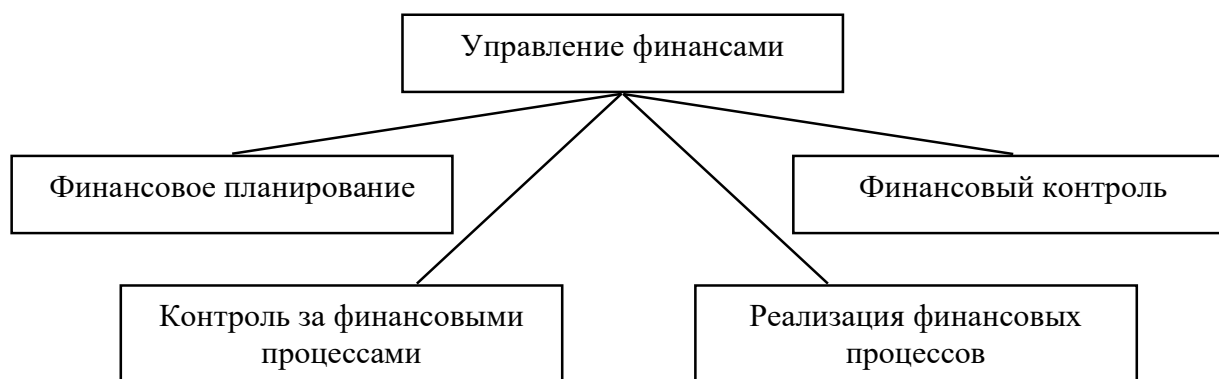 Управление финансами
Финансовое планирование
Финансовый контроль
Контроль за финансовыми
процессами
Реализация финансовых
процессов